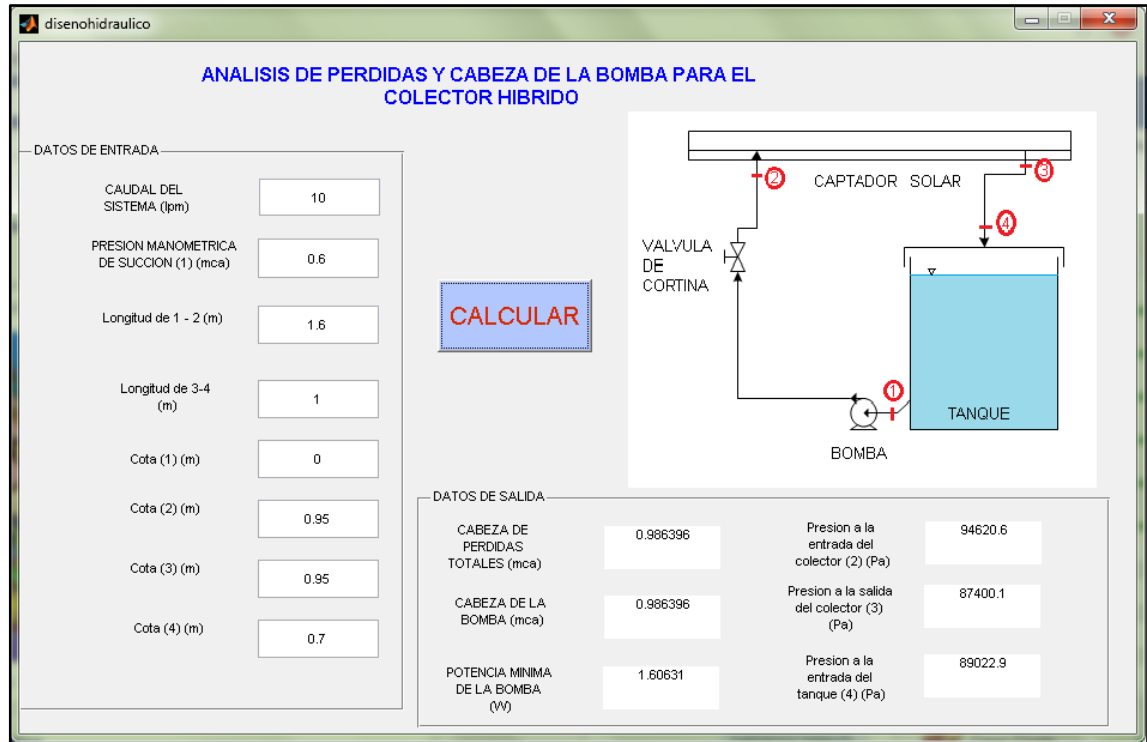 disenohidraulico
ANALISIS DE PERDIDAS Y CABEZA DE LA BOMBA PARA EL
COLECTOR HIBRIDO
DATOS DE ENTRADA
CAUDAL DEL
SISTEMA (lpm)
10
PRESION MANOMETRICA
DE SUCCION (1) (mca)
0.6
Longitud de 1 - 2 (m)
1.6
Longitud de 3-4
(m)
1
Cota (1) (m)
0
Cota (2) (m)
0.95
Cota (3) (m)
0.95
Cota (4) (m)
0.7
CALCULAR
2
CAPTADOR SOLAR
3
4
VALVULA
DE
CORTINA
1
TANQUE
BOMBA
DATOS DE SALIDA
CABEZA DE
PERDIDAS
TOTALES (mca)
0.986396
CABEZA DE LA
BOMBA (mca)
0.986396
POTENCIA MINIMA
DE LA BOMBA
(W)
1.60631
Presion a la
entrada del
colector (2) (Pa)
94620.6
Presion a la salida
del colector (3)
(Pa)
87400.1
Presion a la
entrada del
tanque (4) (Pa)
89022.9